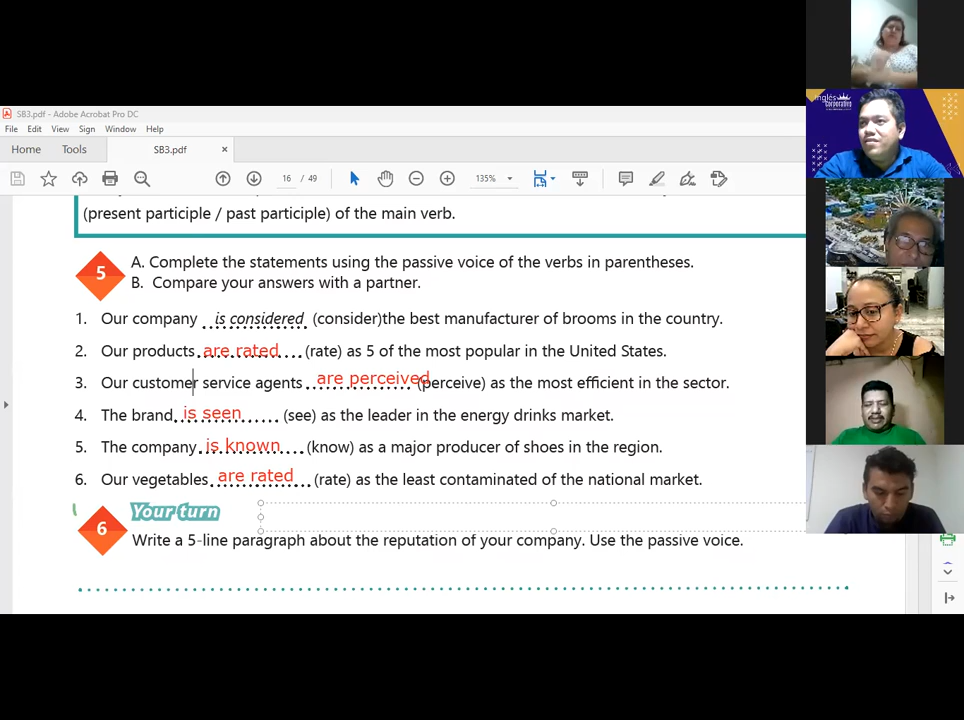 SB3.pdf - Adobe Acrobat Pro DC
File Edit View Sign Window Help
Home Tools SB3.pdf ×
16 / 49 135%
(present participle / past participle) of the main verb.
5
A. Complete the statements using the passive voice of the verbs in parentheses.
B. Compare your answers with a partner.
1. Our company is considered (consider)the best manufacturer of brooms in the country.
2. Our products are rated (rate) as 5 of the most popular in the United States.
3. Our customer service agents are perceived (perceive) as the most efficient in the sector.
4. The brand is seen (see) as the leader in the energy drinks market.
5. The company is known (know) as a major producer of shoes in the region.
6. Our vegetables are rated (rate) as the least contaminated of the national market.
6
Your turn
Write a 5-line paragraph about the reputation of your company. Use the passive voice.
inglés
corporativo